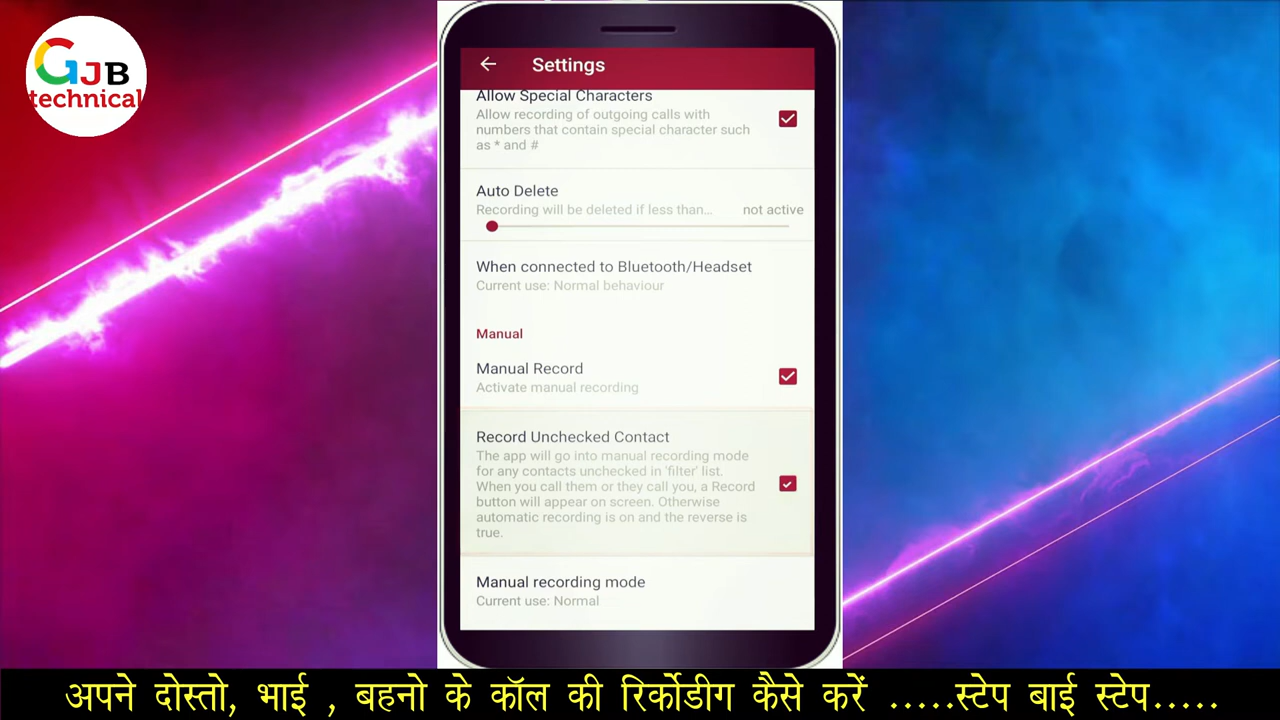 GJB
technical
Settings
Allow Special Characters
Allow recording of outgoing calls with
numbers that contain special character such
as * and #
Auto Delete
Recording will be deleted if less than... not active
When connected to Bluetooth/Headset
Current use: Normal behaviour
Manual
Manual Record
Activate manual recording
Record Unchecked Contact
The app will go into manual recording mode
for any contacts unchecked in 'filter' list.
When you call them or they call you, a Record
button will appear on screen. Otherwise
automatic recording is on and the reverse is
true.
Manual recording mode
Current use: Normal
अपने दोस्तो, भाई , बहनो के कॉल की रिर्कोडीग कैसे करें .....स्टेप बाई स्टेप.....